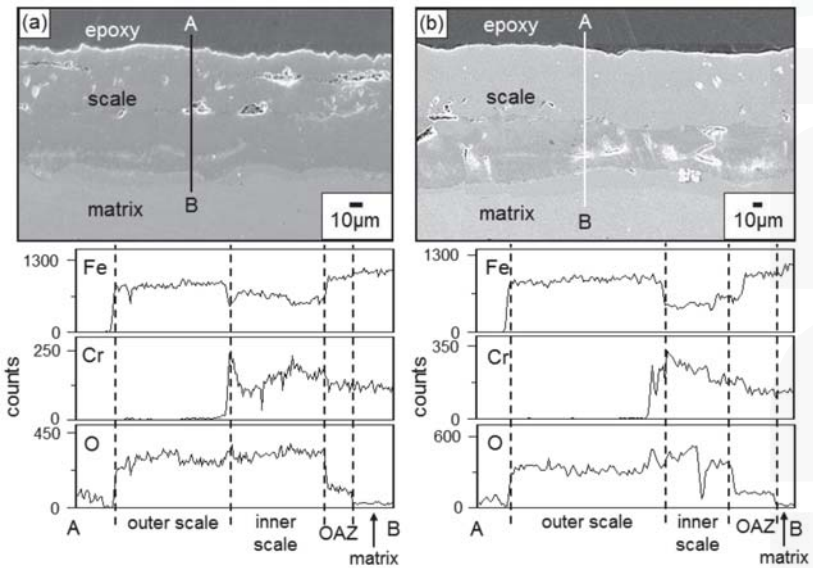 (a)
epoxy
A
scale
B
matrix
10µm
1300
Fe
0
250
Cr
0
450
O
0
counts
A
outer scale
inner
scale
OAZ
B
matrix
(b)
epoxy
A
scale
B
matrix
10µm
1300
Fe
0
350
Cr
0
600
O
0
counts
A
outer scale
inner
scale
OAZ
B
matrix